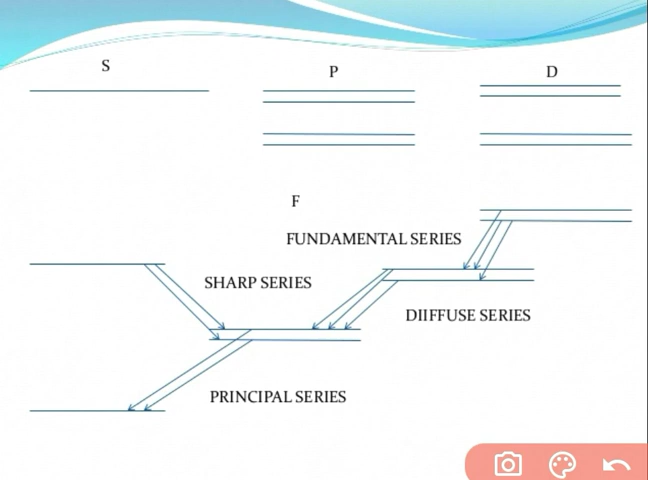 S
P
D
F
FUNDAMENTAL SERIES
SHARP SERIES
DIIFFUSE SERIES
PRINCIPAL SERIES